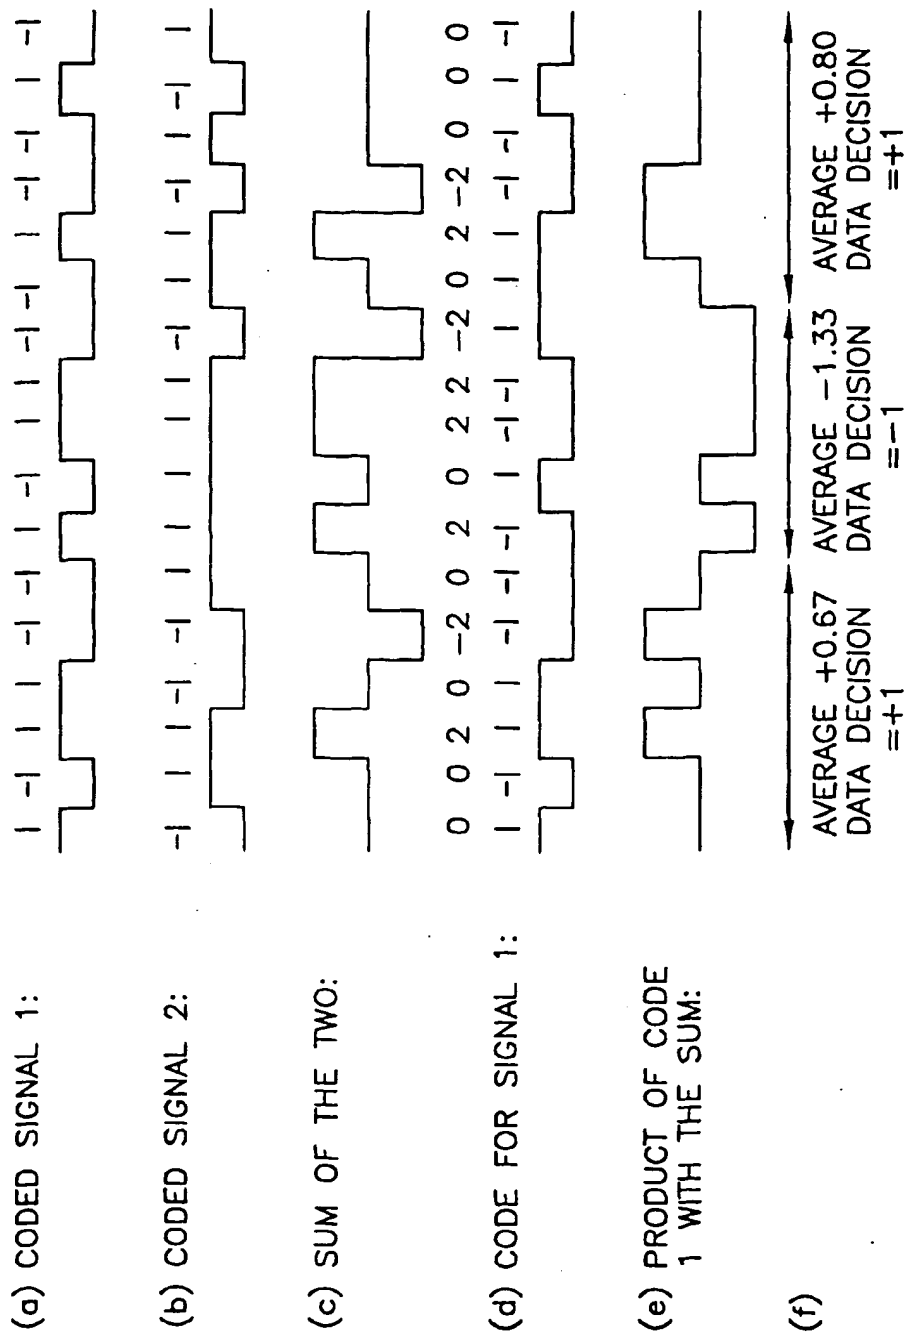 (a) CODED SIGNAL 1:
1 -1 1 1 -1 -1 1 -1 1 1 -1 -1 1 -1 -1 1 -1
(b) CODED SIGNAL 2:
-1 1 1 -1 -1 1 1 1 1 1 -1 1 1 -1 1 -1 1
(c) SUM OF THE TWO:
0 0 2 0 -2 0 2 0 2 2 -2 0 2 -2 0 0 0
(d) CODE FOR SIGNAL 1:
1 -1 1 1 -1 -1 -1 1 -1 -1 1 1 1 -1 -1 1 -1
(e) PRODUCT OF CODE
1 WITH THE SUM:
(f)
AVERAGE +0.67
DATA DECISION
=+1
AVERAGE -1.33
DATA DECISION
=-1
AVERAGE +0.80
DATA DECISION
=+1